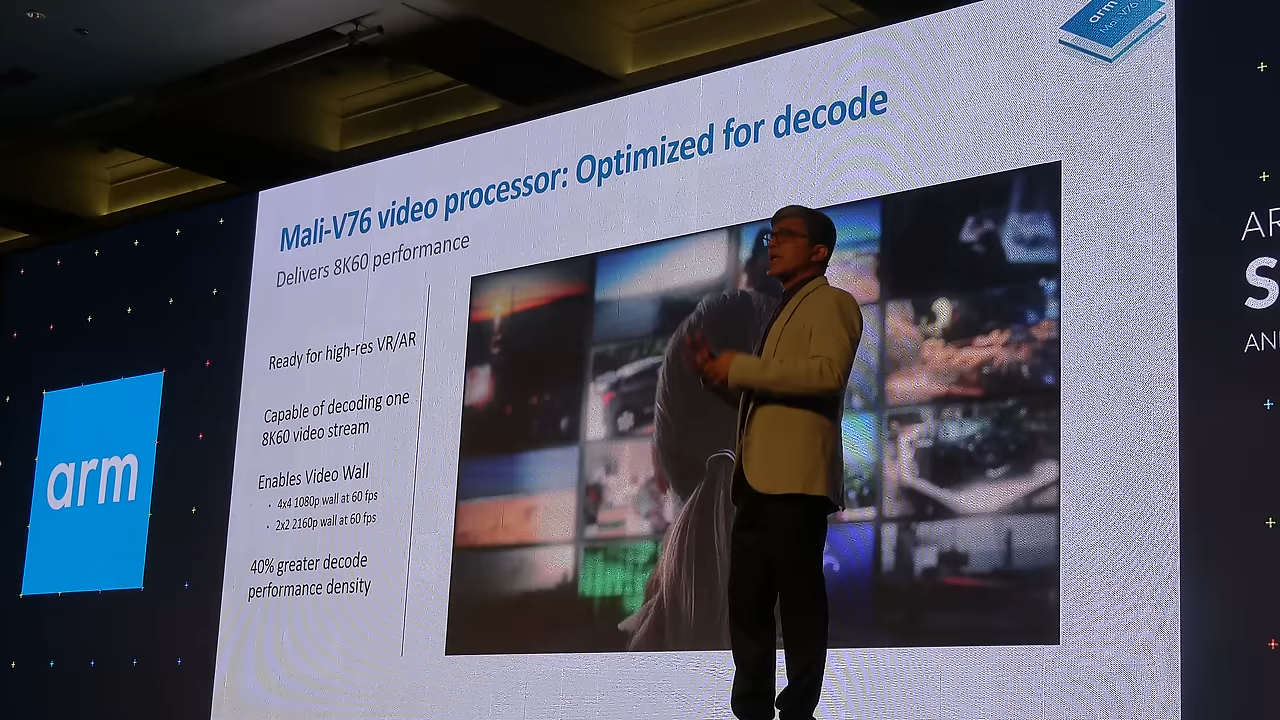 arm
Mali-V76
Mali-V76 video processor: Optimized for decode
Delivers 8K60 performance
Ready for high-res VR/AR
Capable of decoding one
8K60 video stream
Enables Video Wall
• 4x4 1080p wall at 60 fps
• 2x2 2160p wall at 60 fps
40% greater decode
performance density
arm